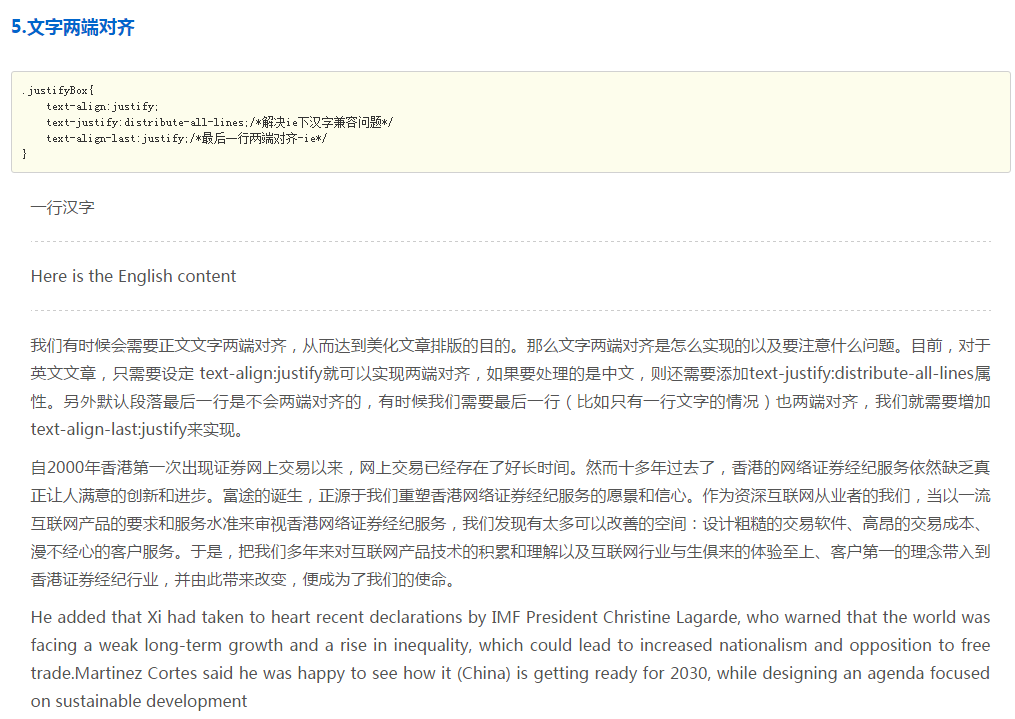 5.文字两端对齐
.justifyBox{
text-align:justify;
text-justify:distribute-all-lines;/*解决ie下汉字兼容问题*/
text-align-last:justify;/*最后一行两端对齐-ie*/
}
一行汉字
Here is the English content
我们有时候会需要正文文字两端对齐，从而达到美化文章排版的目的。那么文字两端对齐是怎么实现的以及要注意什么问题。目前，对于
英文文章，只需要设定 text-align:justify就可以实现两端对齐，如果要处理的是中文，则还需要添加text-justify:distribute-all-lines属
性。另外默认段落最后一行是不会两端对齐的，有时候我们需要最后一行（比如只有一行文字的情况）也两端对齐，我们就需要增加
text-align-last:justify来实现。
自2000年香港第一次出现证券网上交易以来，网上交易已经存在了好长时间。然而十多年过去了，香港的网络证券经纪服务依然缺乏真
正让人满意的创新和进步。富途的诞生，正源于我们重塑香港网络证券经纪服务的愿景和信心。作为资深互联网从业者的我们，当以一流
互联网产品的要求和服务水准来审视香港网络证券经纪服务，我们发现有太多可以改善的空间：设计粗糙的交易软件、高昂的交易成本、
漫不经心的客户服务。于是，把我们多年来对互联网产品技术的积累和理解以及互联网行业与生俱来的体验至上、客户第一的理念带入到
香港证券经纪行业，并由此带来改变，便成为了我们的使命。
He added that Xi had taken to heart recent declarations by IMF President Christine Lagarde, who warned that the world was
facing a weak long-term growth and a rise in inequality, which could lead to increased nationalism and opposition to free
trade.Martinez Cortes said he was happy to see how it (China) is getting ready for 2030, while designing an agenda focused
on sustainable development